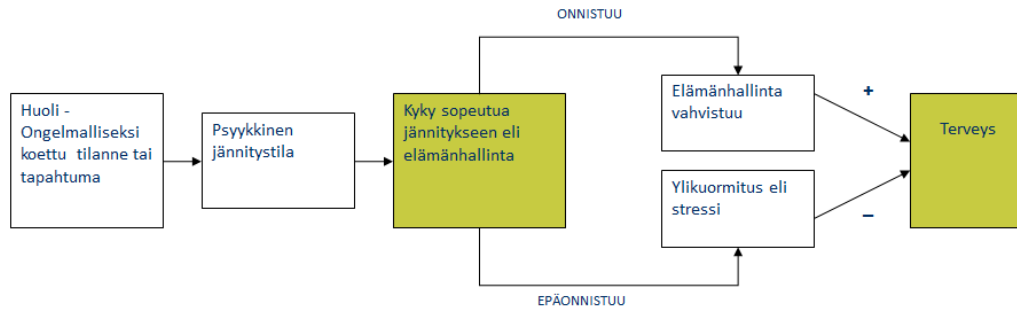 ONNISTUU
Huoli -
Ongelmalliseksi
koettu tilanne tai
tapahtuma
Psyykkinen
jännitystila
Kyky sopeutua
jännitykseen eli
elämänhallinta
Elämänhallinta
vahvistuu
+
Terveys
Ylikuormitus eli
stressi
–
EPÄONNISTUU